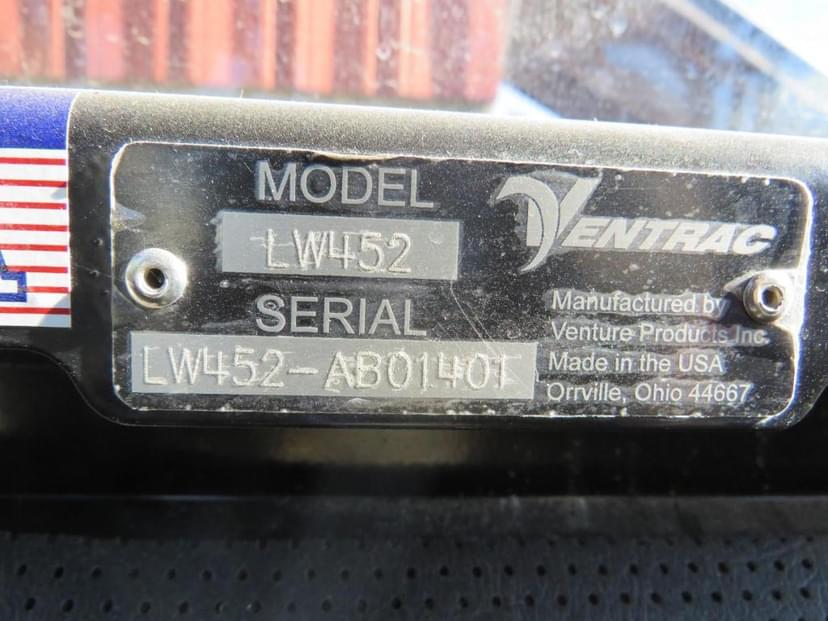 MODEL
LW452
SERIAL
LW452-AB01401
VENTRAC
Manufactured by
Venture Products Inc.
Made in the USA
Orrville, Ohio 44667
A